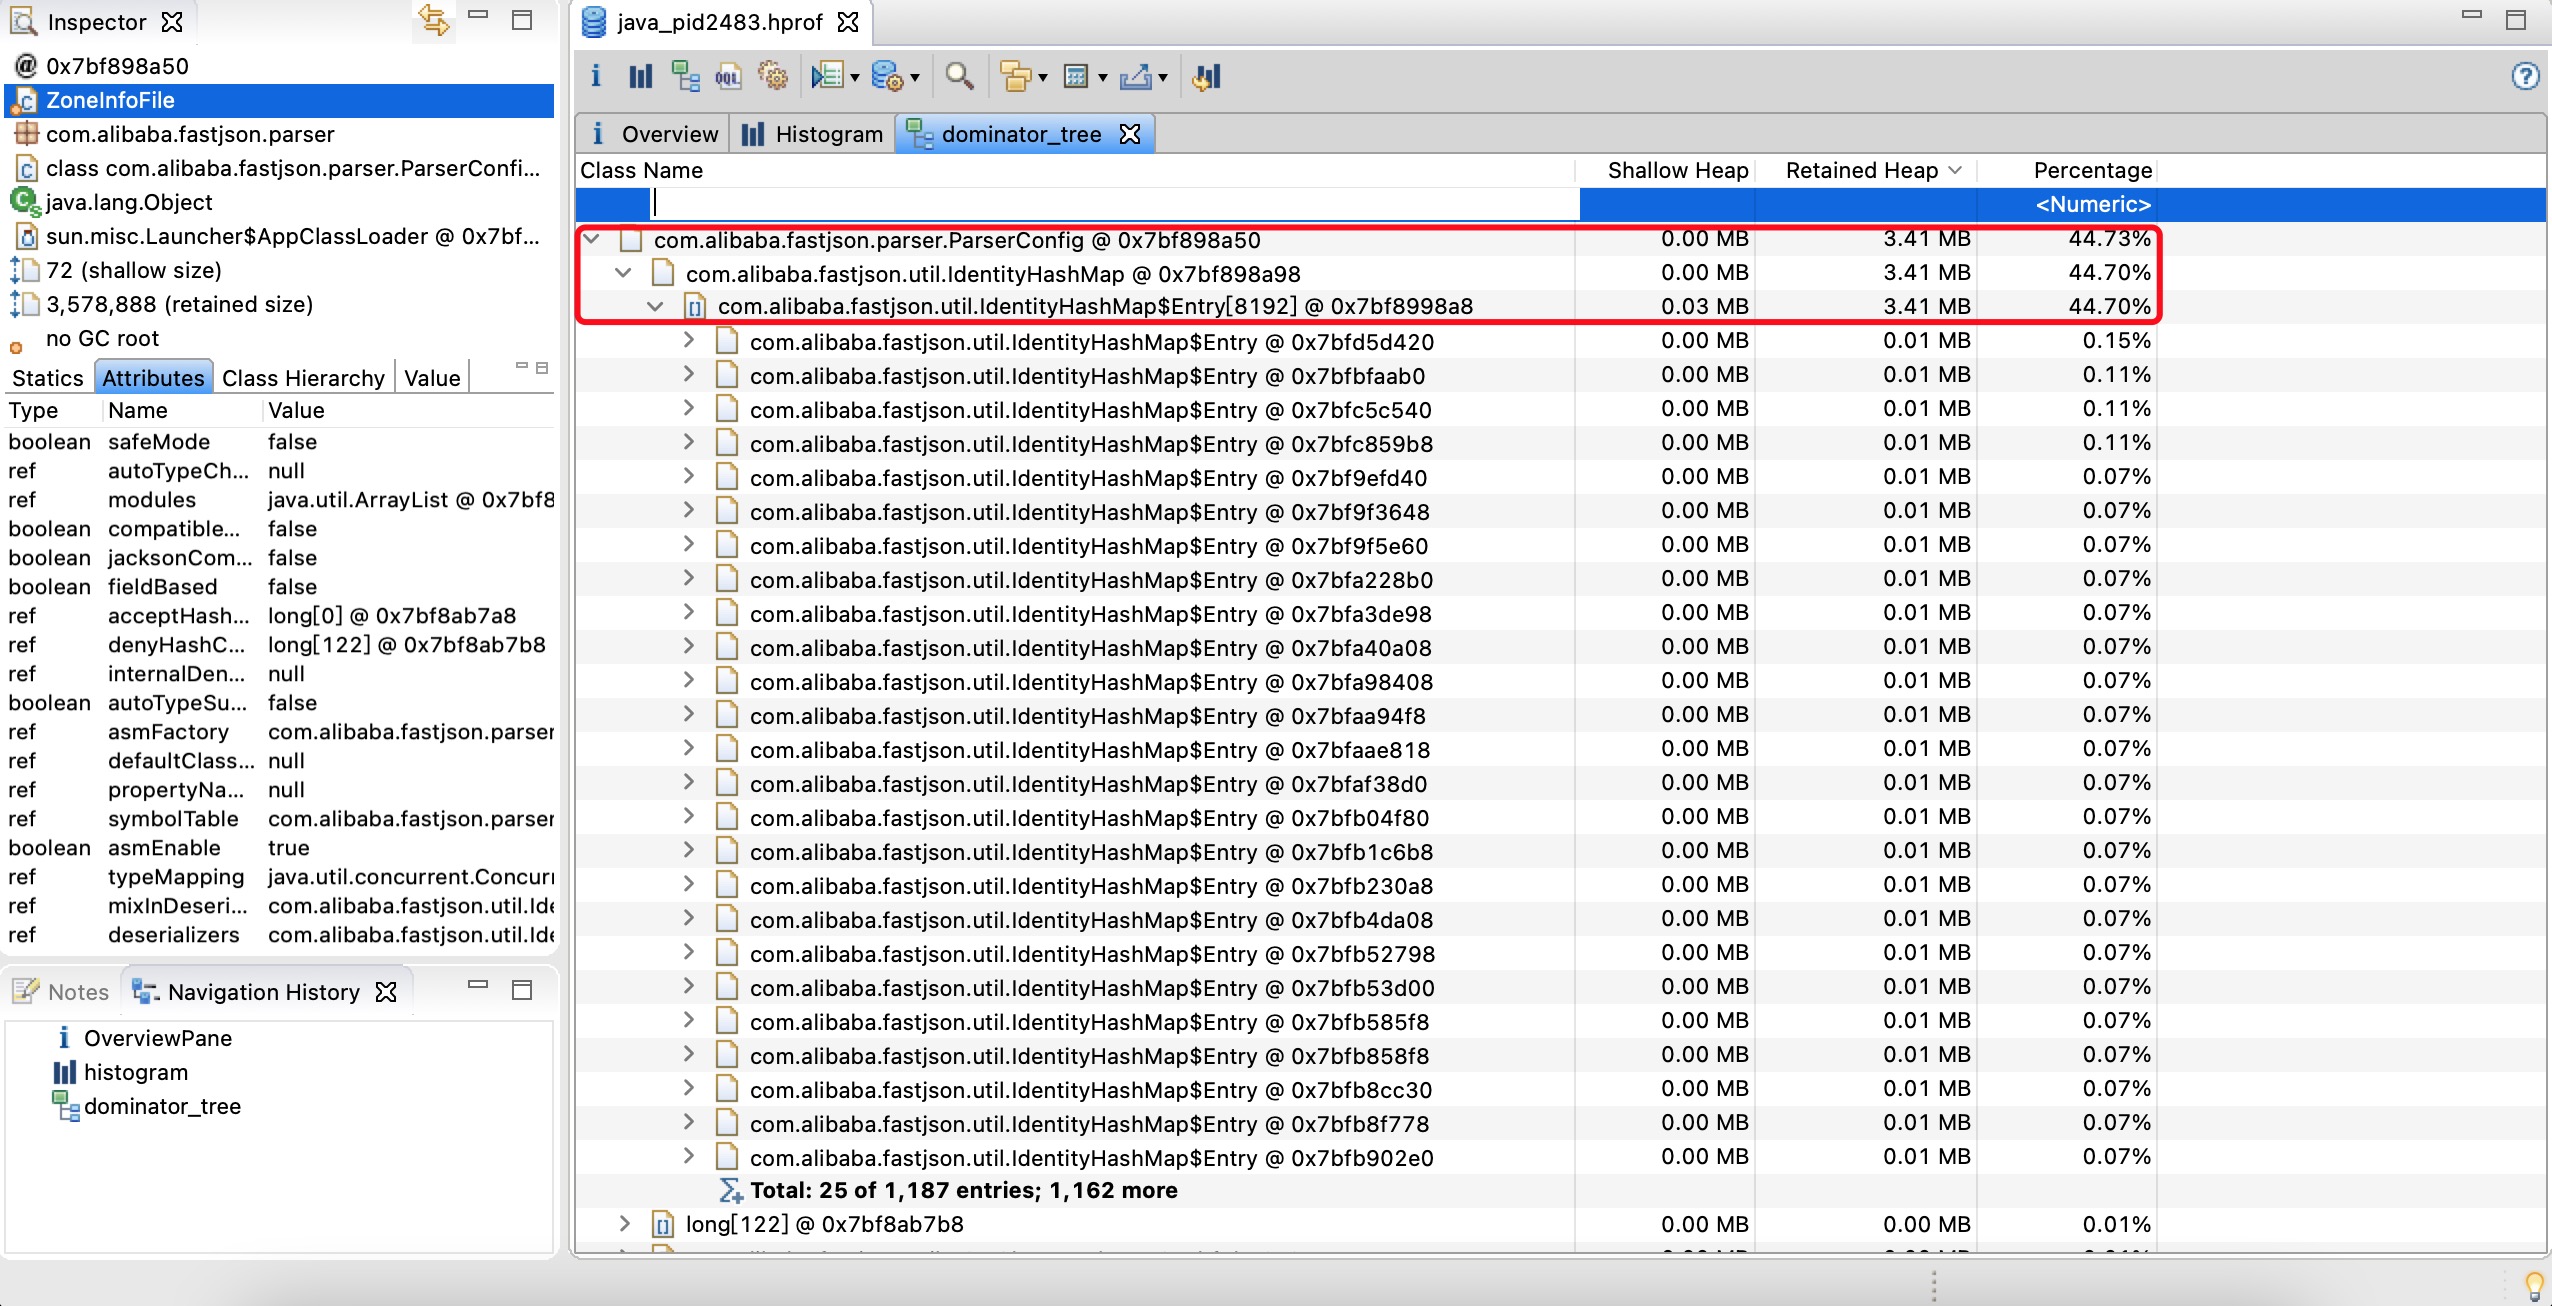 Inspector
@ 0x7bf898a50
ZoneInfoFile
com.alibaba.fastjson.parser
class com.alibaba.fastjson.parser.ParserConfi...
java.lang.Object
sun.misc.Launcher$AppClassLoader @ 0x7bf...
72 (shallow size)
3,578,888 (retained size)
no GC root
Statics Attributes Class Hierarchy Value
Type Name Value
boolean safeMode false
ref autoTypeCh... null
ref modules java.util.ArrayList @ 0x7bf8
boolean compatible... false
boolean jacksonCom... false
boolean fieldBased false
ref acceptHash... long[0] @ 0x7bf8ab7a8
ref denyHashC... long[122] @ 0x7bf8ab7b8
ref internalDen... null
boolean autoTypeSu... false
ref asmFactory com.alibaba.fastjson.parser
ref defaultClass... null
ref propertyNa... null
ref symbolTable com.alibaba.fastjson.parser
boolean asmEnable true
ref typeMapping java.util.concurrent.Concurr
ref mixInDeseri... com.alibaba.fastjson.util.Ide
ref deserializers com.alibaba.fastjson.util.Ide
Notes Navigation History
OverviewPane
histogram
dominator_tree
java_pid2483.hprof
OQL
Overview Histogram dominator_tree
Class Name Shallow Heap Retained Heap Percentage
<Numeric>
com.alibaba.fastjson.parser.ParserConfig @ 0x7bf898a50 0.00 MB 3.41 MB 44.73%
com.alibaba.fastjson.util.IdentityHashMap @ 0x7bf898a98 0.00 MB 3.41 MB 44.70%
com.alibaba.fastjson.util.IdentityHashMap$Entry[8192] @ 0x7bf8998a8 0.03 MB 3.41 MB 44.70%
com.alibaba.fastjson.util.IdentityHashMap$Entry @ 0x7bfd5d420 0.00 MB 0.01 MB 0.15%
com.alibaba.fastjson.util.IdentityHashMap$Entry @ 0x7bfbfaab0 0.00 MB 0.01 MB 0.11%
com.alibaba.fastjson.util.IdentityHashMap$Entry @ 0x7bfc5c540 0.00 MB 0.01 MB 0.11%
com.alibaba.fastjson.util.IdentityHashMap$Entry @ 0x7bfc859b8 0.00 MB 0.01 MB 0.11%
com.alibaba.fastjson.util.IdentityHashMap$Entry @ 0x7bf9efd40 0.00 MB 0.01 MB 0.07%
com.alibaba.fastjson.util.IdentityHashMap$Entry @ 0x7bf9f3648 0.00 MB 0.01 MB 0.07%
com.alibaba.fastjson.util.IdentityHashMap$Entry @ 0x7bf9f5e60 0.00 MB 0.01 MB 0.07%
com.alibaba.fastjson.util.IdentityHashMap$Entry @ 0x7bfa228b0 0.00 MB 0.01 MB 0.07%
com.alibaba.fastjson.util.IdentityHashMap$Entry @ 0x7bfa3de98 0.00 MB 0.01 MB 0.07%
com.alibaba.fastjson.util.IdentityHashMap$Entry @ 0x7bfa40a08 0.00 MB 0.01 MB 0.07%
com.alibaba.fastjson.util.IdentityHashMap$Entry @ 0x7bfa98408 0.00 MB 0.01 MB 0.07%
com.alibaba.fastjson.util.IdentityHashMap$Entry @ 0x7bfaa94f8 0.00 MB 0.01 MB 0.07%
com.alibaba.fastjson.util.IdentityHashMap$Entry @ 0x7bfaae818 0.00 MB 0.01 MB 0.07%
com.alibaba.fastjson.util.IdentityHashMap$Entry @ 0x7bfaf38d0 0.00 MB 0.01 MB 0.07%
com.alibaba.fastjson.util.IdentityHashMap$Entry @ 0x7bfb04f80 0.00 MB 0.01 MB 0.07%
com.alibaba.fastjson.util.IdentityHashMap$Entry @ 0x7bfb1c6b8 0.00 MB 0.01 MB 0.07%
com.alibaba.fastjson.util.IdentityHashMap$Entry @ 0x7bfb230a8 0.00 MB 0.01 MB 0.07%
com.alibaba.fastjson.util.IdentityHashMap$Entry @ 0x7bfb4da08 0.00 MB 0.01 MB 0.07%
com.alibaba.fastjson.util.IdentityHashMap$Entry @ 0x7bfb52798 0.00 MB 0.01 MB 0.07%
com.alibaba.fastjson.util.IdentityHashMap$Entry @ 0x7bfb53d00 0.00 MB 0.01 MB 0.07%
com.alibaba.fastjson.util.IdentityHashMap$Entry @ 0x7bfb585f8 0.00 MB 0.01 MB 0.07%
com.alibaba.fastjson.util.IdentityHashMap$Entry @ 0x7bfb858f8 0.00 MB 0.01 MB 0.07%
com.alibaba.fastjson.util.IdentityHashMap$Entry @ 0x7bfb8cc30 0.00 MB 0.01 MB 0.07%
com.alibaba.fastjson.util.IdentityHashMap$Entry @ 0x7bfb8f778 0.00 MB 0.01 MB 0.07%
com.alibaba.fastjson.util.IdentityHashMap$Entry @ 0x7bfb902e0 0.00 MB 0.01 MB 0.07%
Total: 25 of 1,187 entries; 1,162 more
long[122] @ 0x7bf8ab7b8 0.00 MB 0.00 MB 0.01%